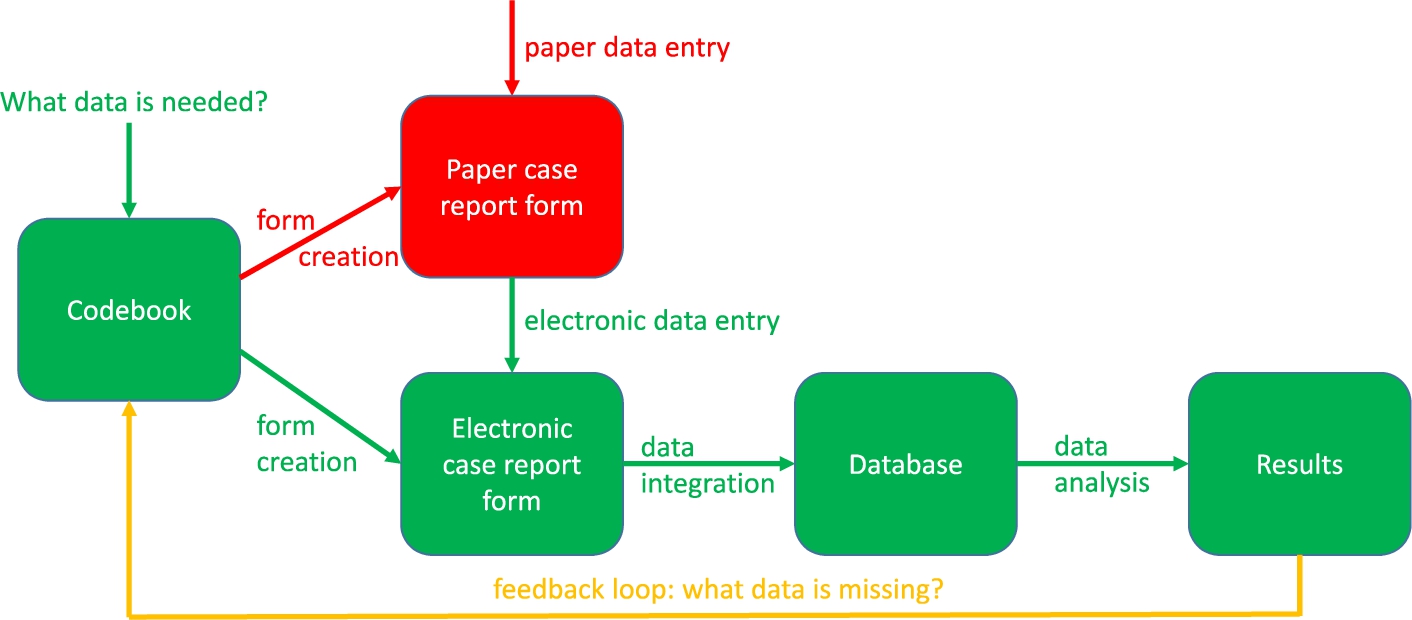 paper data entry
What data is needed?
Paper case
report form
form
creation
Codebook
electronic data entry
form
creation
Electronic
case report
form
data
integration
Database
data
analysis
Results
feedback loop: what data is missing?